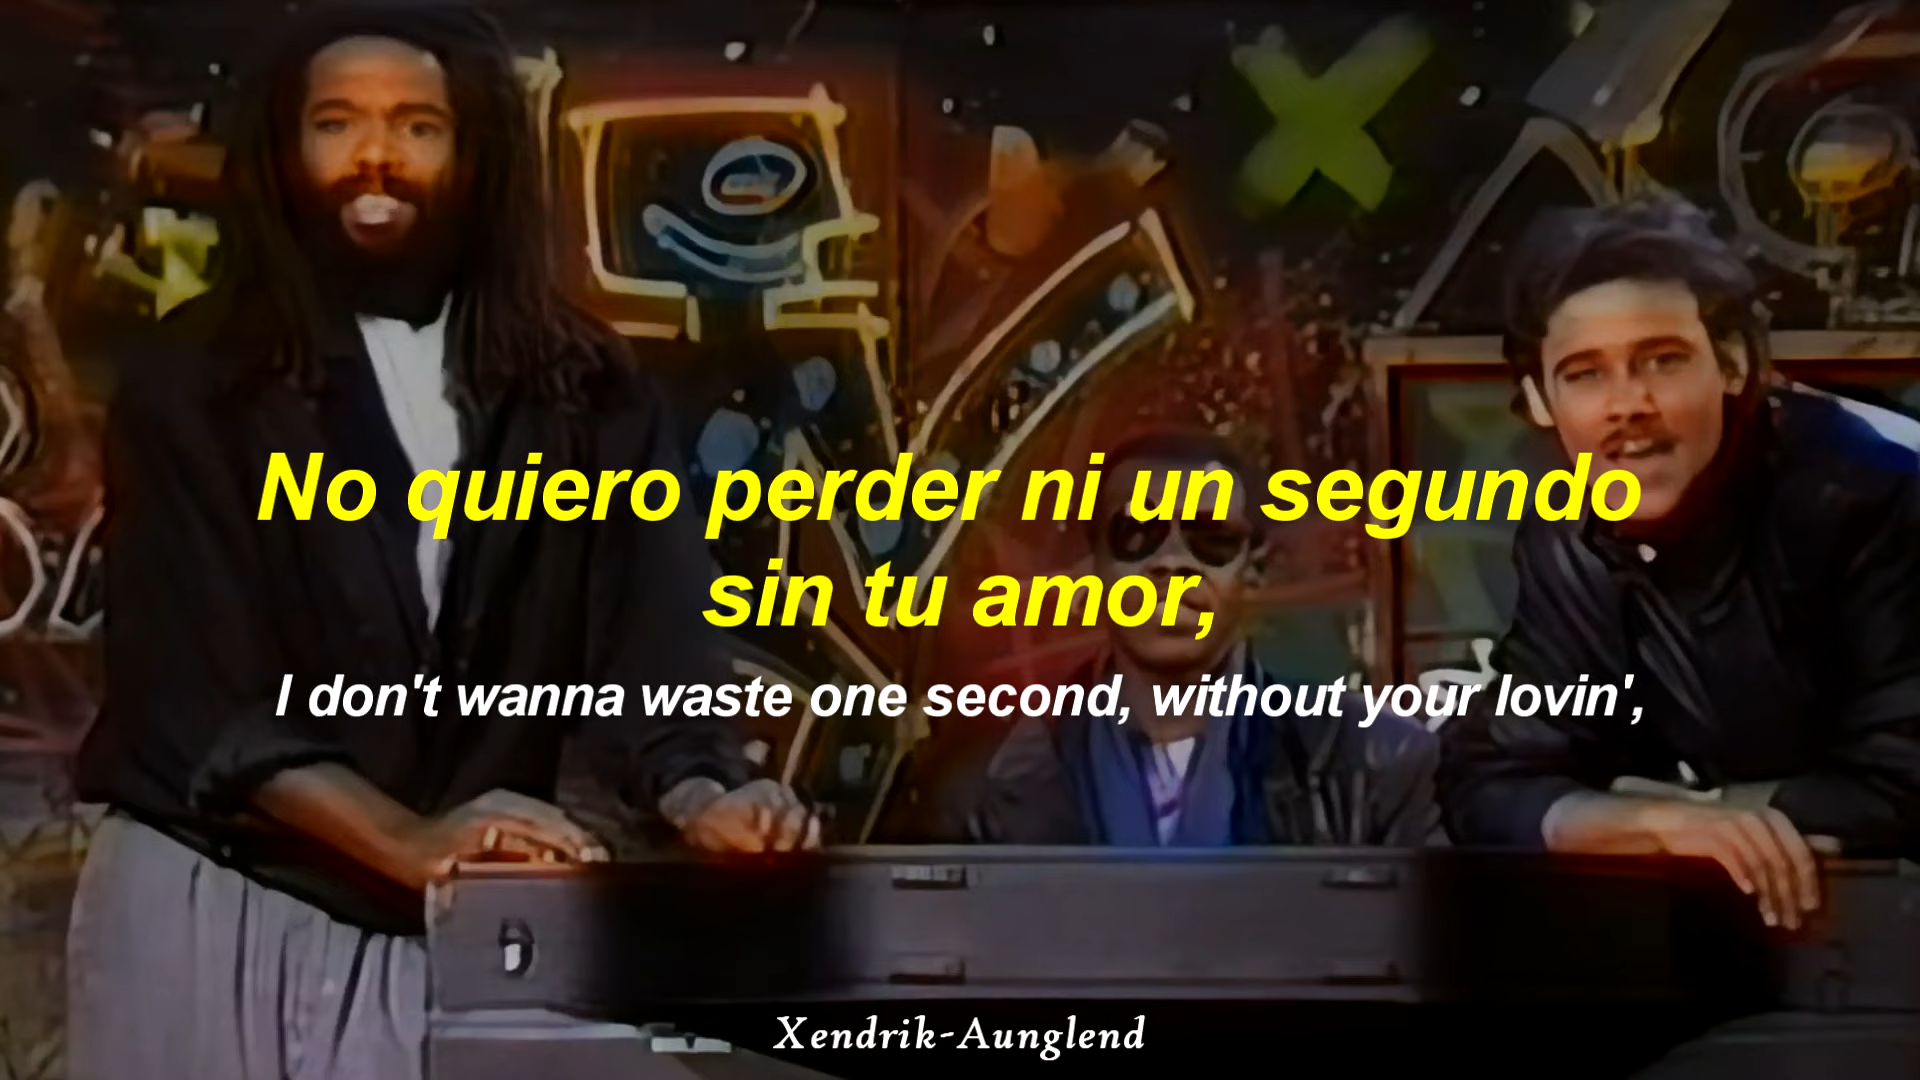 No quiero perder ni un segundo
sin tu amor,
I don't wanna waste one second, without your lovin',
Xendrik-Aunglend